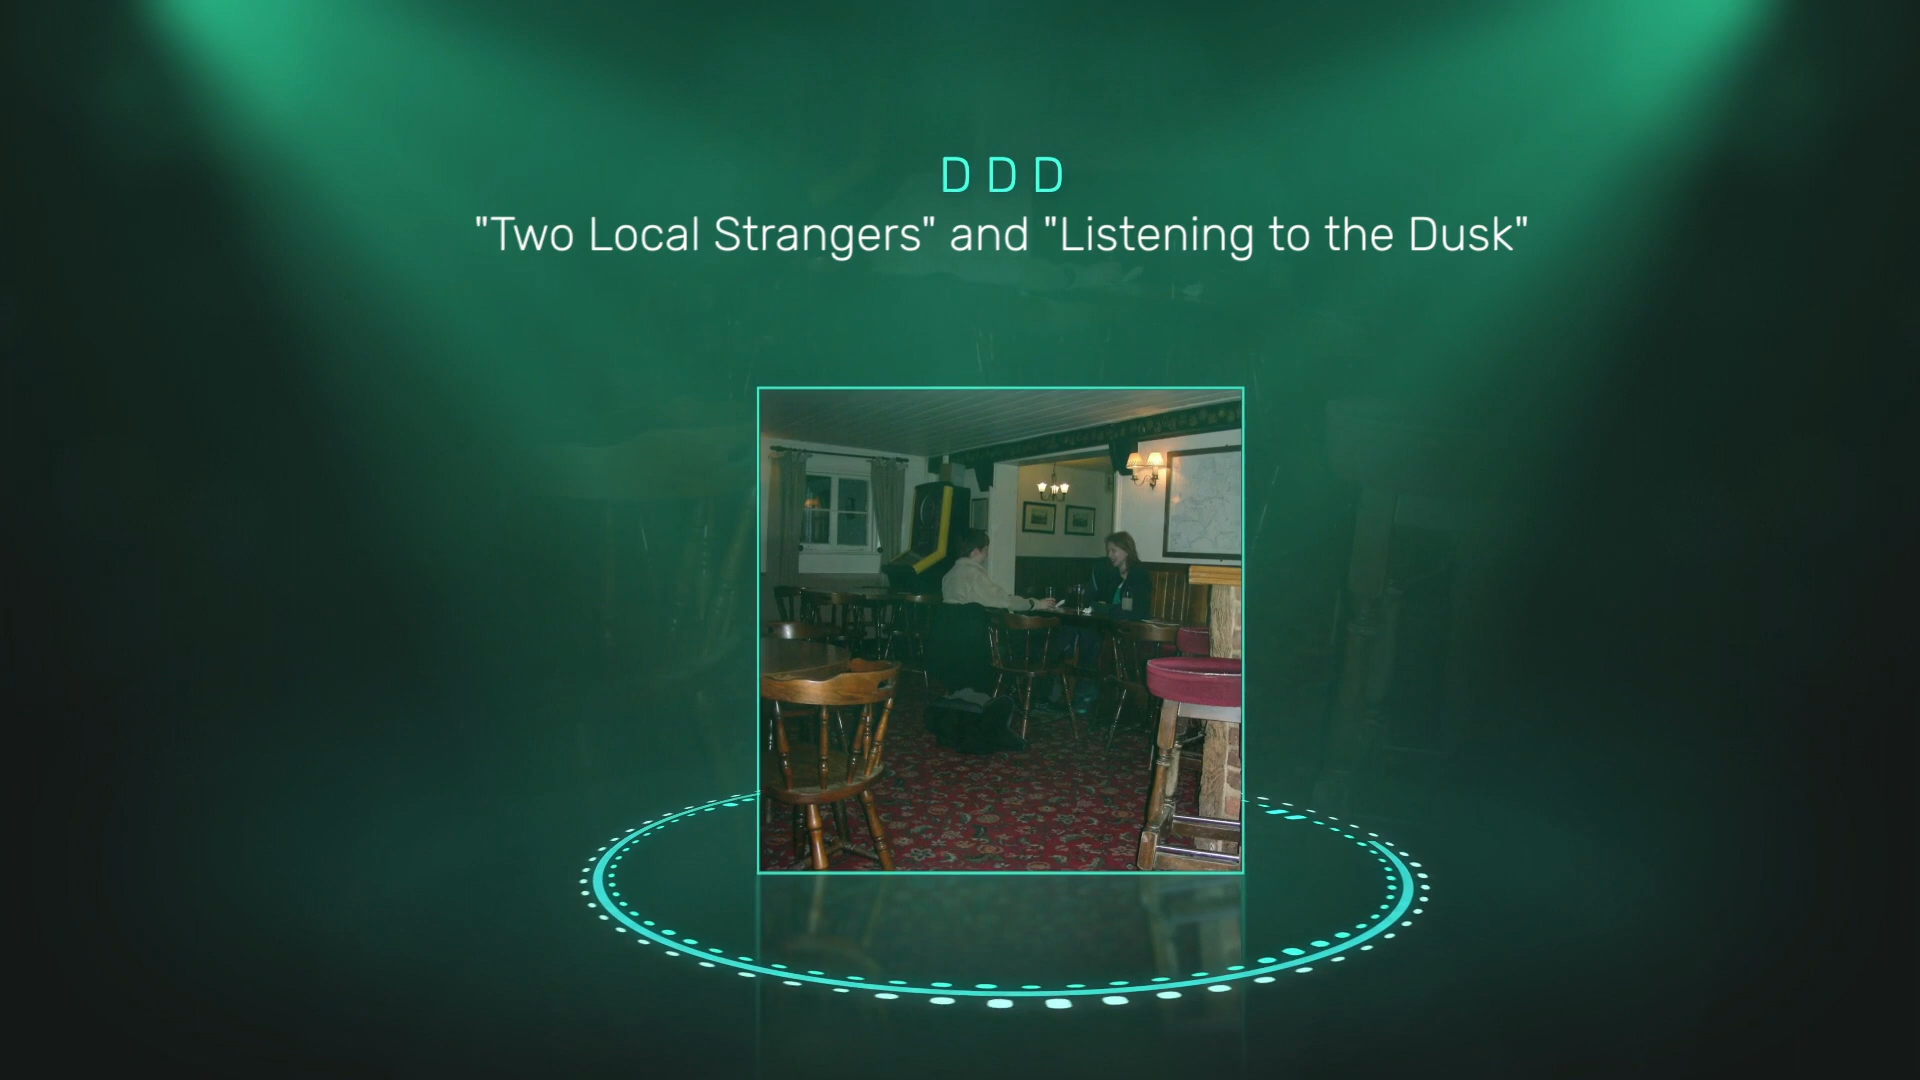 D D D
"Two Local Strangers" and "Listening to the Dusk"